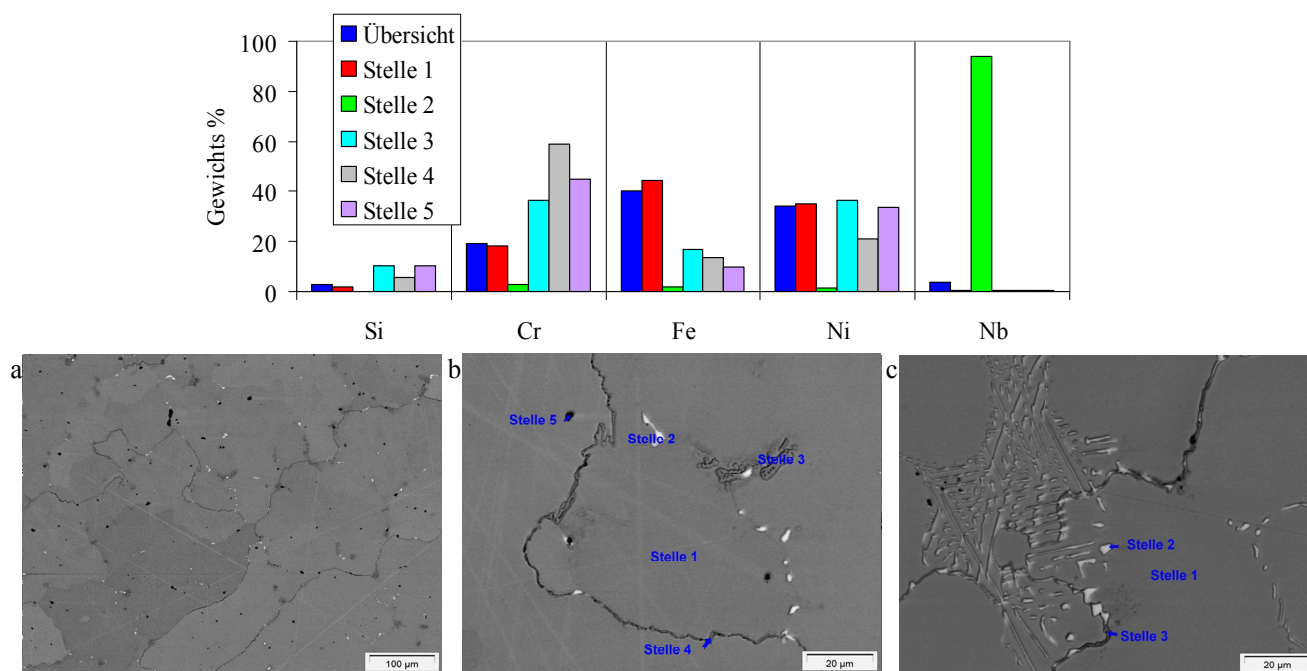 Gewichts %
100
80
60
40
20
0
Übersicht
Stelle 1
Stelle 2
Stelle 3
Stelle 4
Stelle 5
Si Cr Fe Ni Nb
a
100 µm
b
Stelle 5
Stelle 2
Stelle 3
Stelle 1
Stelle 4
20 µm
c
Stelle 2
Stelle 1
Stelle 3
20 µm